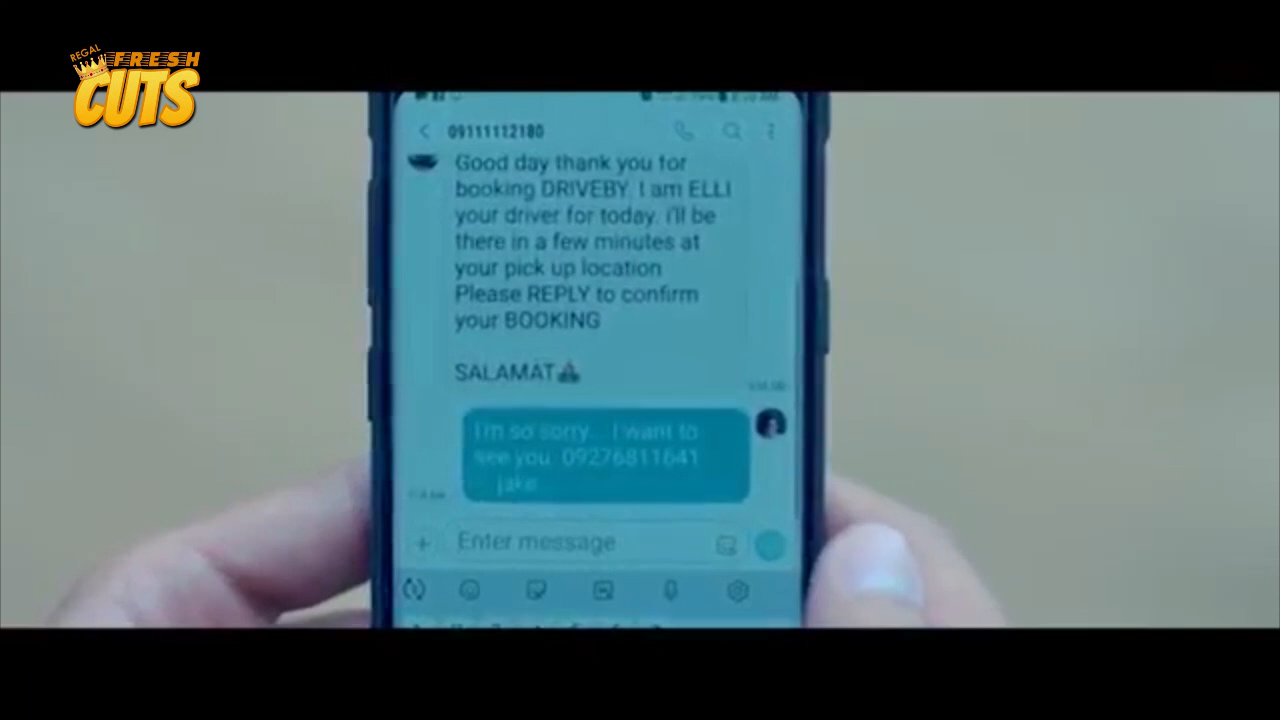 REGAL
FRESH
CUTS
09111112180
Good day thank you for
booking DRIVEBY. I am ELLI
your driver for today. i'll be
there in a few minutes at
your pick up location
Please REPLY to confirm
your BOOKING
SALAMAT
I'm so sorry... I want to
see you. 09276811641
jake
Enter message